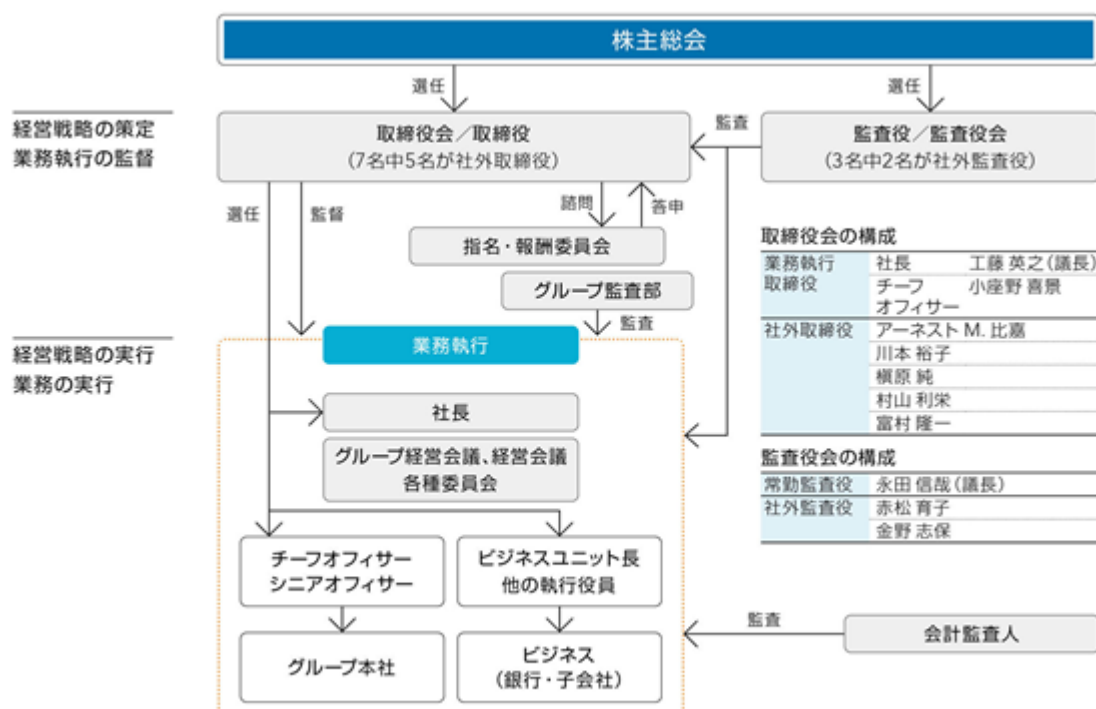 株主総会
選任
選任
経営戦略の策定
業務執行の監督
取締役会／取締役
(7名中5名が社外取締役)
監査
監査役／監査役会
(3名中2名が社外監査役)
選任
監督
諮問
答申
指名・報酬委員会
グループ監査部
監査
経営戦略の実行
業務の実行
業務執行
社長
グループ経営会議、経営会議
各種委員会
チーフオフィサー
シニアオフィサー
ビジネスユニット長
他の執行役員
グループ本社
ビジネス
(銀行・子会社)
取締役会の構成
業務執行 社長 工藤 英之(議長)
取締役 チーフ 小座野 喜景
オフィサー
社外取締役 アーネスト M. 比嘉
川本 裕子
槇原 純
村山 利栄
富村 隆一
監査役会の構成
常勤監査役 永田 信哉(議長)
社外監査役 赤松 育子
金野 志保
監査
会計監査人